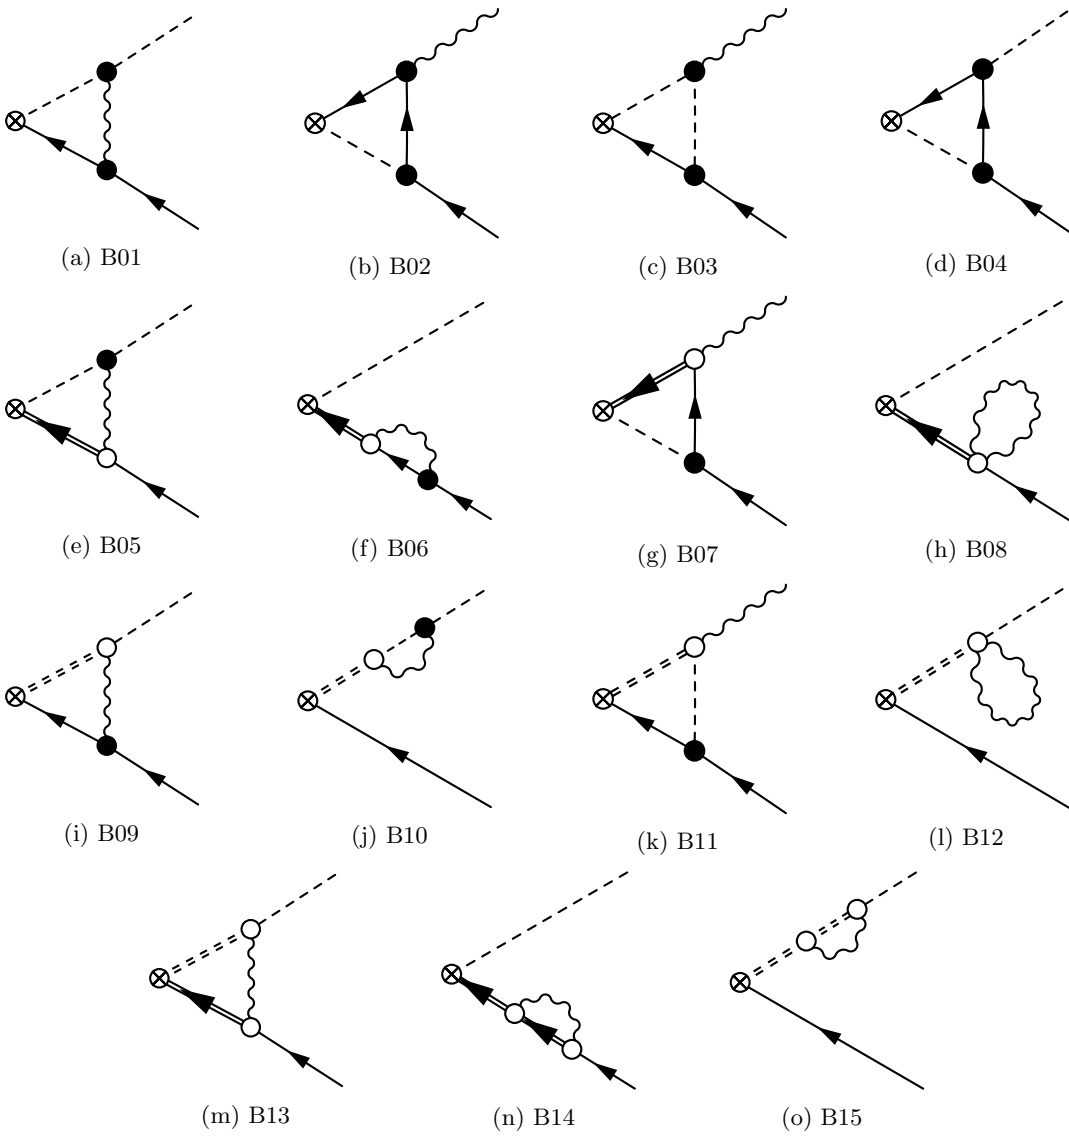 (a) B01
(b) B02
(c) B03
(d) B04
(e) B05
(f) B06
(g) B07
(h) B08
(i) B09
(j) B10
(k) B11
(l) B12
(m) B13
(n) B14
(o) B15